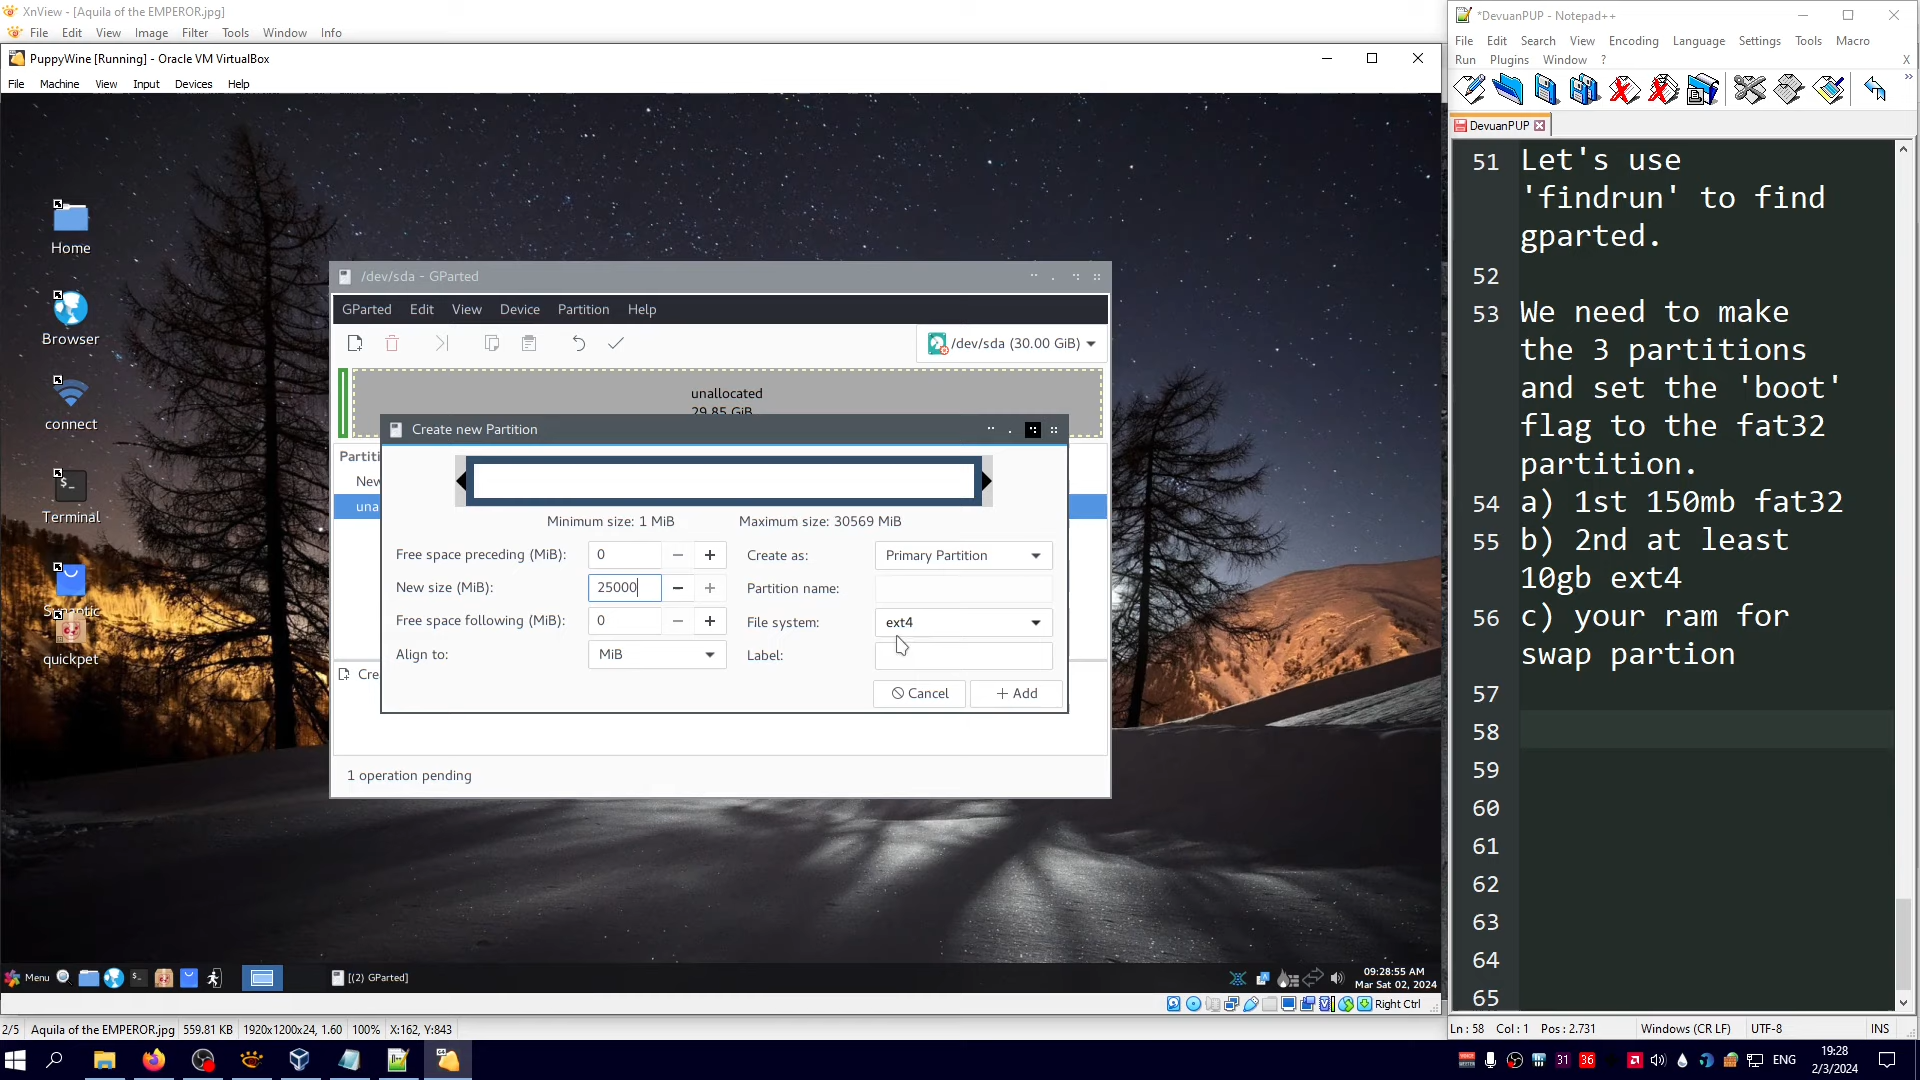 XnView - [Aquila of the EMPEROR.jpg]
File Edit View Image Filter Tools Window Info
PuppyWine [Running] - Oracle VM VirtualBox
File Machine View Input Devices Help
Home
Browser
connect
Terminal
Synaptic
quickpet
/dev/sda - GParted
GParted Edit View Device Partition Help
/dev/sda (30.00 GiB)
unallocated
29.85 GiB
Partiti
New
una
Create new Partition
Minimum size: 1 MiB Maximum size: 30569 MiB
Free space preceding (MiB): 0 Create as: Primary Partition
New size (MiB): 25000 Partition name:
Free space following (MiB): 0 File system: ext4
Align to: MiB Label:
Cancel Add
Crea
1 operation pending
Menu
[(2) GParted]
09:28:55 AM
Mar Sat 02, 2024
Right Ctrl
2/5 Aquila of the EMPEROR.jpg 559.81 KB 1920x1200x24, 1.60 100% X:162, Y:843
*DevuanPUP - Notepad++
File Edit Search View Encoding Language Settings Tools Macro
Run Plugins Window ? X
DevuanPUP
51 Let's use
'findrun' to find
gparted.
52
53 We need to make
the 3 partitions
and set the 'boot'
flag to the fat32
partition.
54 a) 1st 150mb fat32
55 b) 2nd at least
10gb ext4
56 c) your ram for
swap partion
57
58
59
60
61
62
63
64
65
Ln : 58 Col : 1 Pos : 2.731 Windows (CR LF) UTF-8 INS
31 36 ENG
19:28
2/3/2024